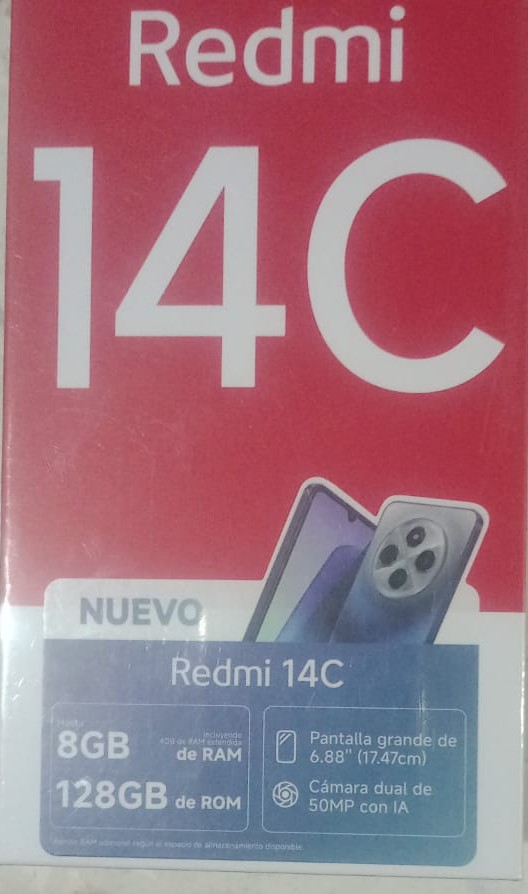 Redmi
14C
NUEVO
Redmi 14C
Hasta
8GB
incluyendo
4GB de RAM extendida
de RAM
128GB de ROM
Pantalla grande de
6.88" (17.47cm)
Cámara dual de
50MP con IA
RAM adicional según el espacio de almacenamiento disponible.